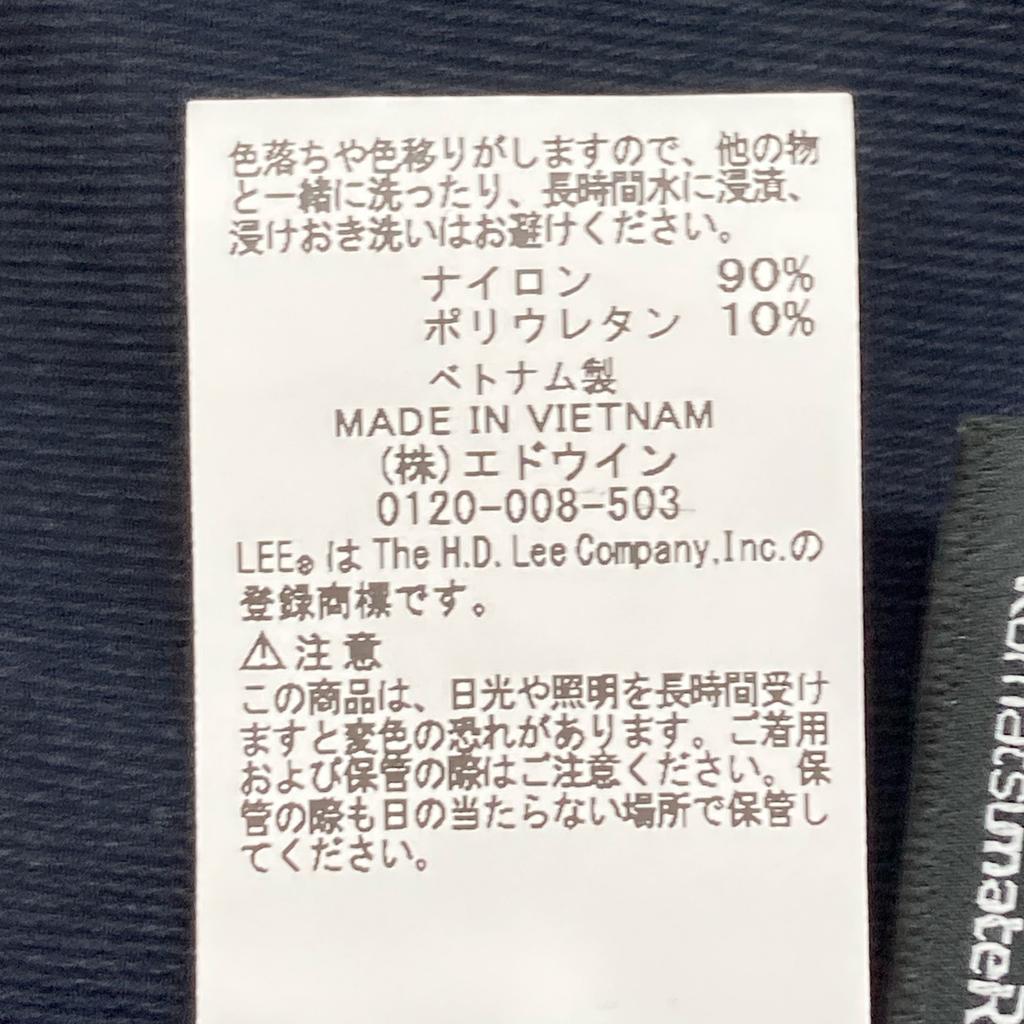 色落ちや色移りがしますので、他の物
と一緒に洗ったり、長時間水に浸漬、
浸けおき洗いはお避けください。
ナイロン 90%
ポリウレタン 10%
ベトナム製
MADE IN VIETNAM
(株)エドウイン
0120-008-503
LEE® は The H.D. Lee Company,Inc.の
登録商標です。
⚠注意
この商品は、日光や照明を長時間受け
ますと変色の恐れがあります。ご着用
および保管の際はご注意ください。保
管の際も日の当たらない場所で保管し
てください。
KomatsumateR